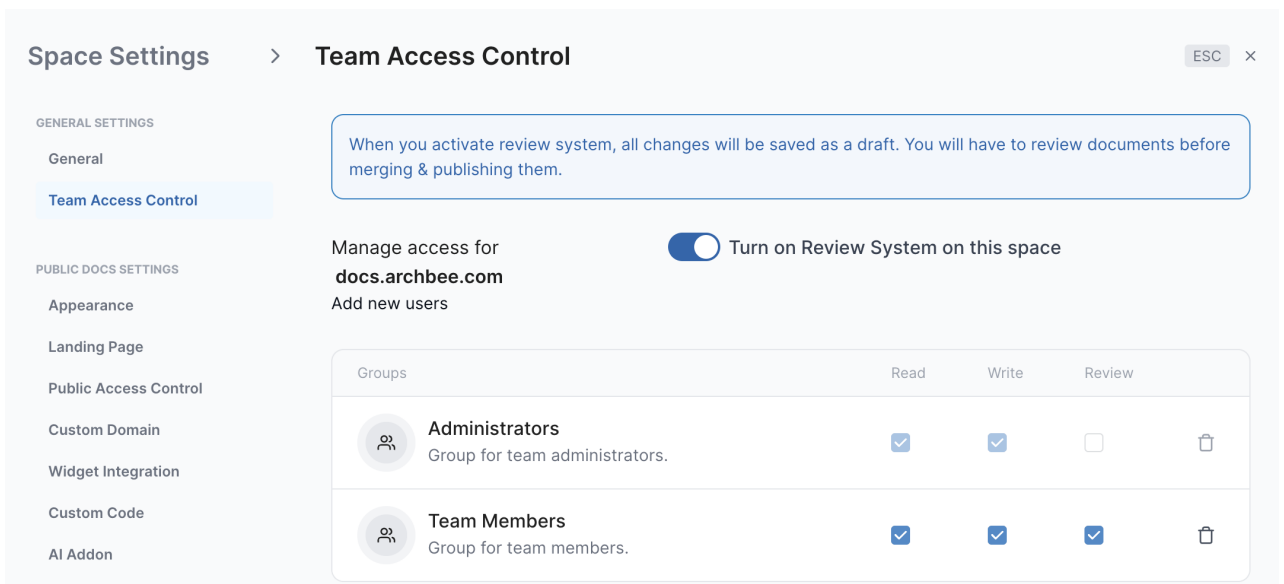 Space Settings
Team Access Control
ESC
GENERAL SETTINGS
General
Team Access Control
PUBLIC DOCS SETTINGS
Appearance
Landing Page
Public Access Control
Custom Domain
Widget Integration
Custom Code
AI Addon
When you activate review system, all changes will be saved as a draft. You will have to review documents before
merging & publishing them.
Manage access for
docs.archbee.com
Add new users
Turn on Review System on this space
Groups Read Write Review
Administrators
Group for team administrators.
Team Members
Group for team members.